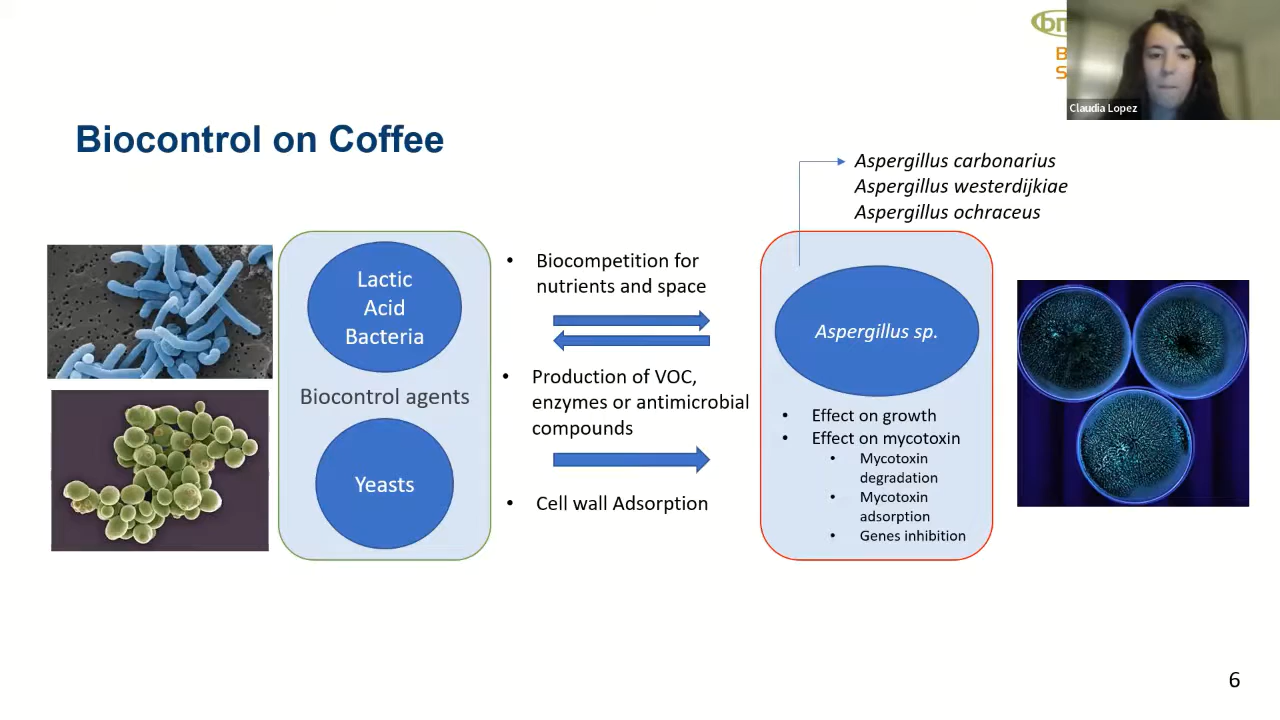 Claudia Lopez
Biocontrol on Coffee
Aspergillus carbonarius
Aspergillus westerdijkiae
Aspergillus ochraceus
Lactic
Acid
Bacteria
Biocontrol agents
Yeasts
• Biocompetition for
nutrients and space
• Production of VOC,
enzymes or antimicrobial
compounds
• Cell wall Adsorption
Aspergillus sp.
• Effect on growth
• Effect on mycotoxin
• Mycotoxin
degradation
• Mycotoxin
adsorption
• Genes inhibition
6